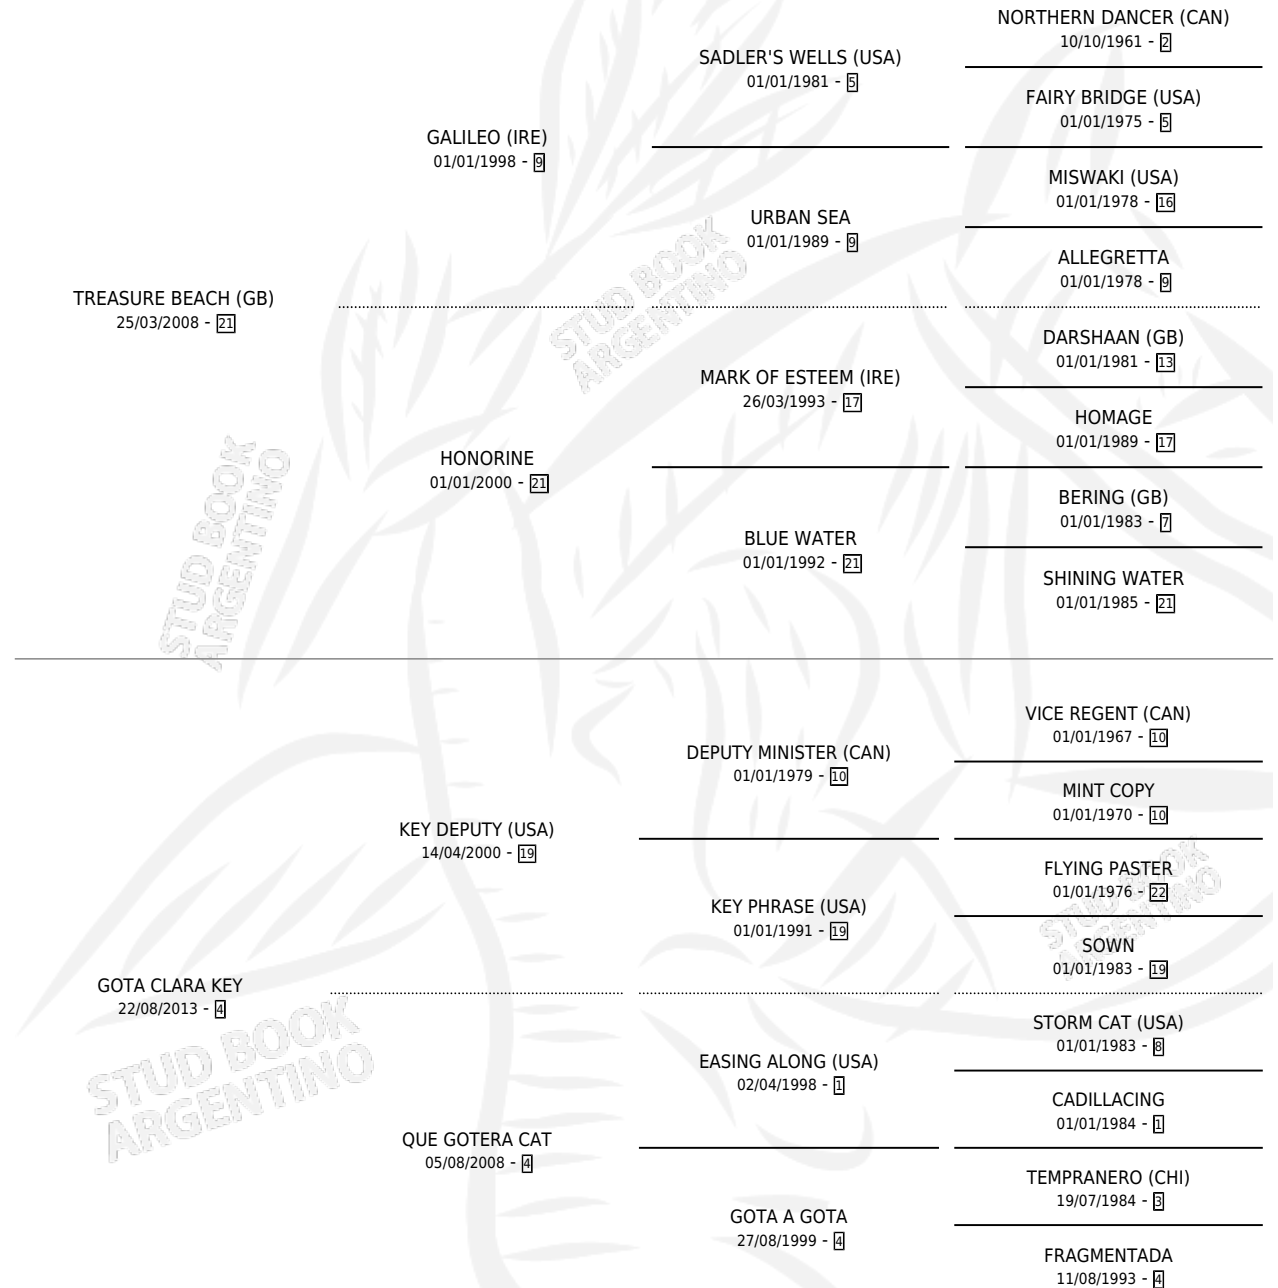 NORTHERN DANCER (CAN)
10/10/1961 - 2
SADLER'S WELLS (USA)
01/01/1981 - 5
FAIRY BRIDGE (USA)
01/01/1975 - 5
GALILEO (IRE)
01/01/1998 - 9
MISWAKI (USA)
01/01/1978 - 16
URBAN SEA
01/01/1989 - 9
ALLEGRETTA
01/01/1978 - 9
TREASURE BEACH (GB)
25/03/2008 - 21
DARSHAAN (GB)
01/01/1981 - 13
MARK OF ESTEEM (IRE)
26/03/1993 - 17
HOMAGE
01/01/1989 - 17
HONORINE
01/01/2000 - 21
BERING (GB)
01/01/1983 - 7
BLUE WATER
01/01/1992 - 21
SHINING WATER
01/01/1985 - 21
VICE REGENT (CAN)
01/01/1967 - 10
DEPUTY MINISTER (CAN)
01/01/1979 - 10
MINT COPY
01/01/1970 - 10
KEY DEPUTY (USA)
14/04/2000 - 19
FLYING PASTER
01/01/1976 - 22
KEY PHRASE (USA)
01/01/1991 - 19
SOWN
01/01/1983 - 19
GOTA CLARA KEY
22/08/2013 - 4
STORM CAT (USA)
01/01/1983 - 8
EASING ALONG (USA)
02/04/1998 - 1
CADILLACING
01/01/1984 - 1
QUE GOTERA CAT
05/08/2008 - 4
TEMPRANERO (CHI)
19/07/1984 - 3
GOTA A GOTA
27/08/1999 - 4
FRAGMENTADA
11/08/1993 - 4
STUD BOOK
ARGENTINO
STUD BOOK
ARGENTINO
STUD BOOK
ARGENTINO
STUD BOOK
ARGENTINO